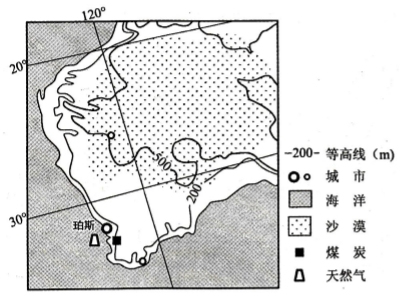 120°
20°
30°
500
200
珀斯
-200- 等高线(m)
城 市
海 洋
沙 漠
煤 炭
天然气